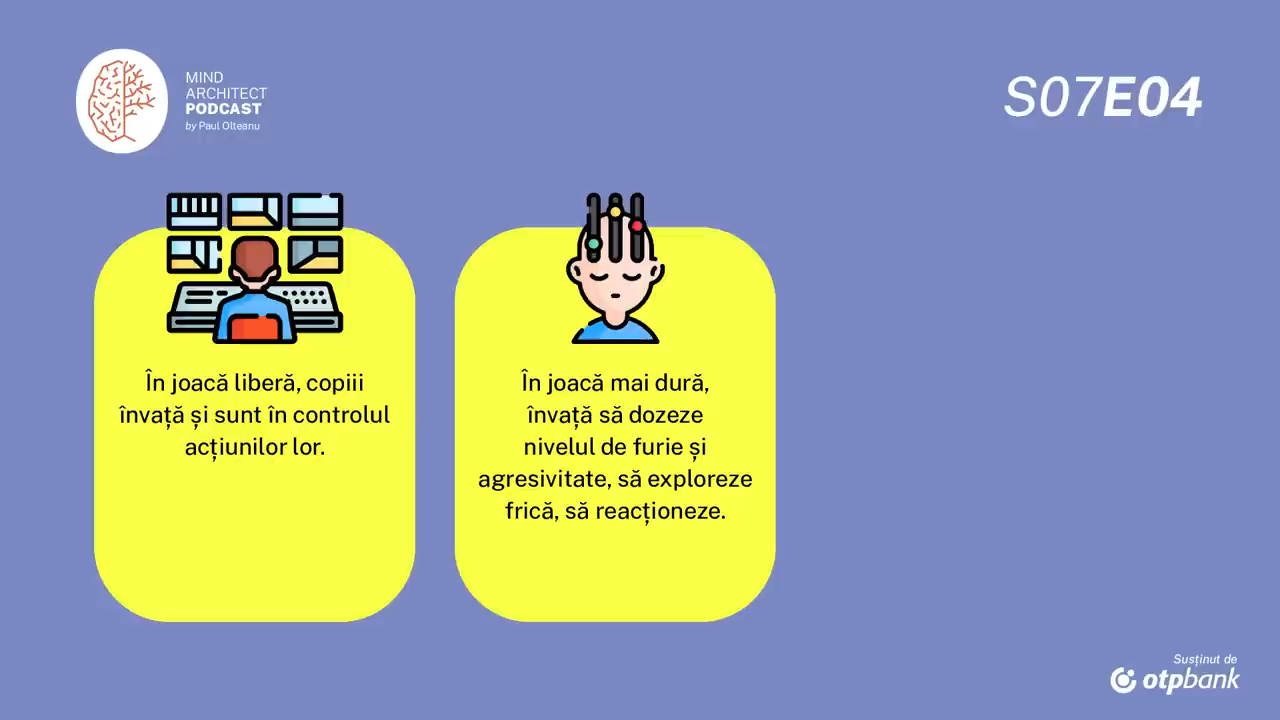 MIND
ARCHITECT
PODCAST
by Paul Olteanu
S07E04
În joacă liberă, copiii
învață și sunt în controlul
acțiunilor lor.
În joacă mai dură,
învață să dozeze
nivelul de furie și
agresivitate, să exploreze
frică, să reacționeze.
Susținut de
otpbank